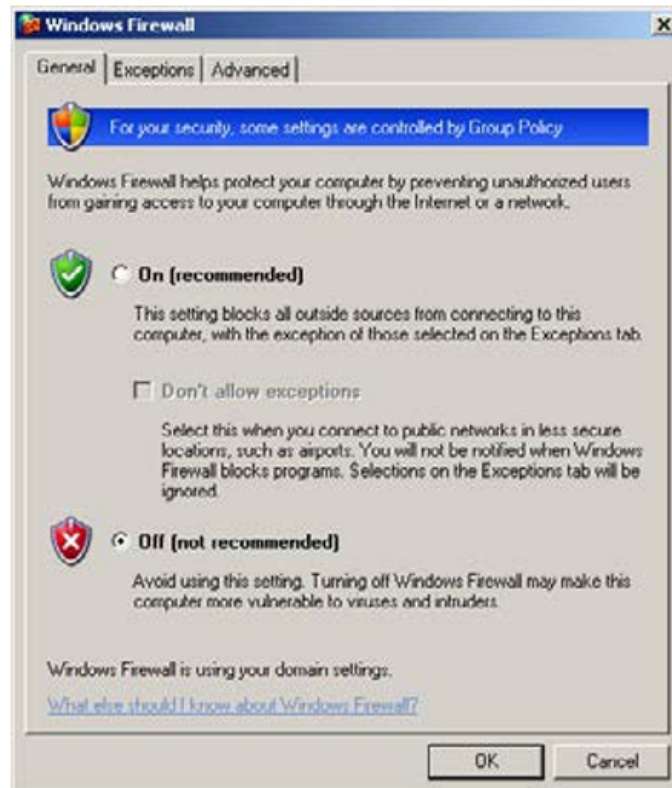 Windows Firewall
General
Exceptions
Advanced
For your security, some settings are controlled by Group Policy
Windows Firewall helps protect your computer by preventing unauthorized users
from gaining access to your computer through the Internet or a network.
On (recommended)
This setting blocks all outside sources from connecting to this
computer, with the exception of those selected on the Exceptions tab.
Don't allow exceptions
Select this when you connect to public networks in less secure
locations, such as airports. You will not be notified when Windows
Firewall blocks programs. Selections on the Exceptions tab will be
ignored.
Off (not recommended)
Avoid using this setting. Turning off Windows Firewall may make this
computer more vulnerable to viruses and intruders.
Windows Firewall is using your domain settings.
What else should I know about Windows Firewall?
OK
Cancel